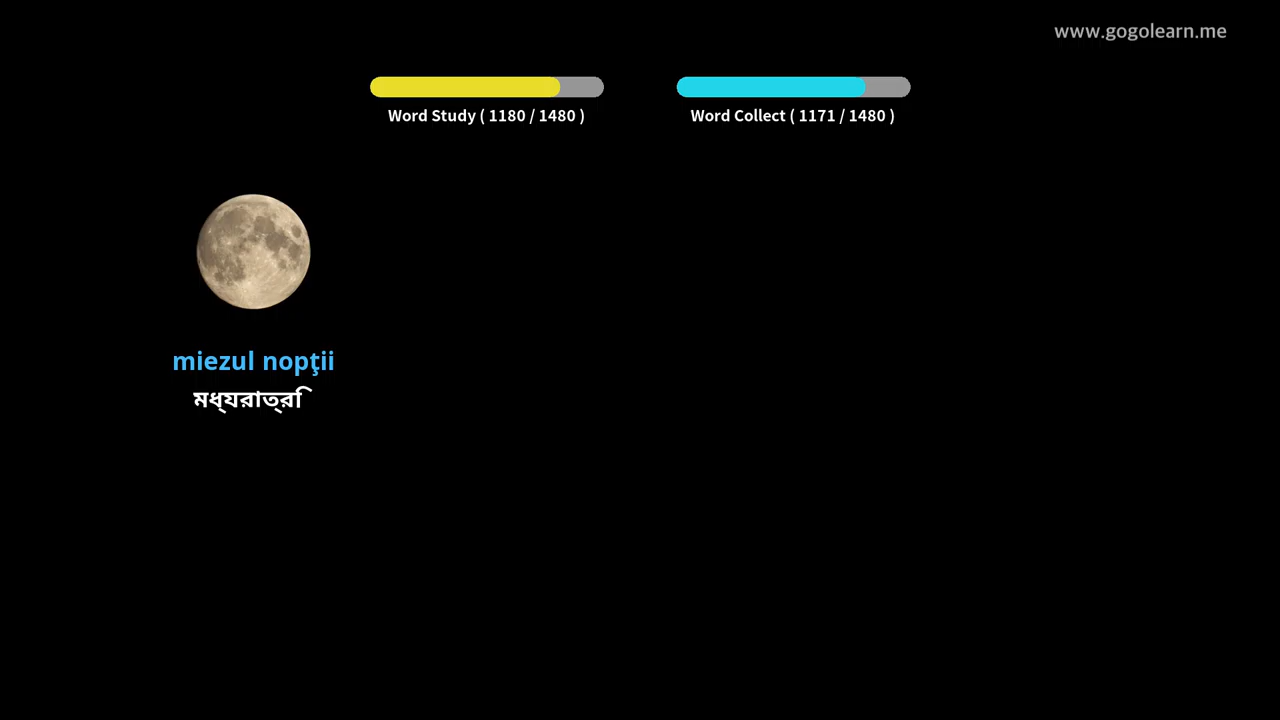 www.gogolearn.me
Word Study ( 1180 / 1480 )
Word Collect ( 1171 / 1480 )
miezul nopţii
মধ্যরাত্রি